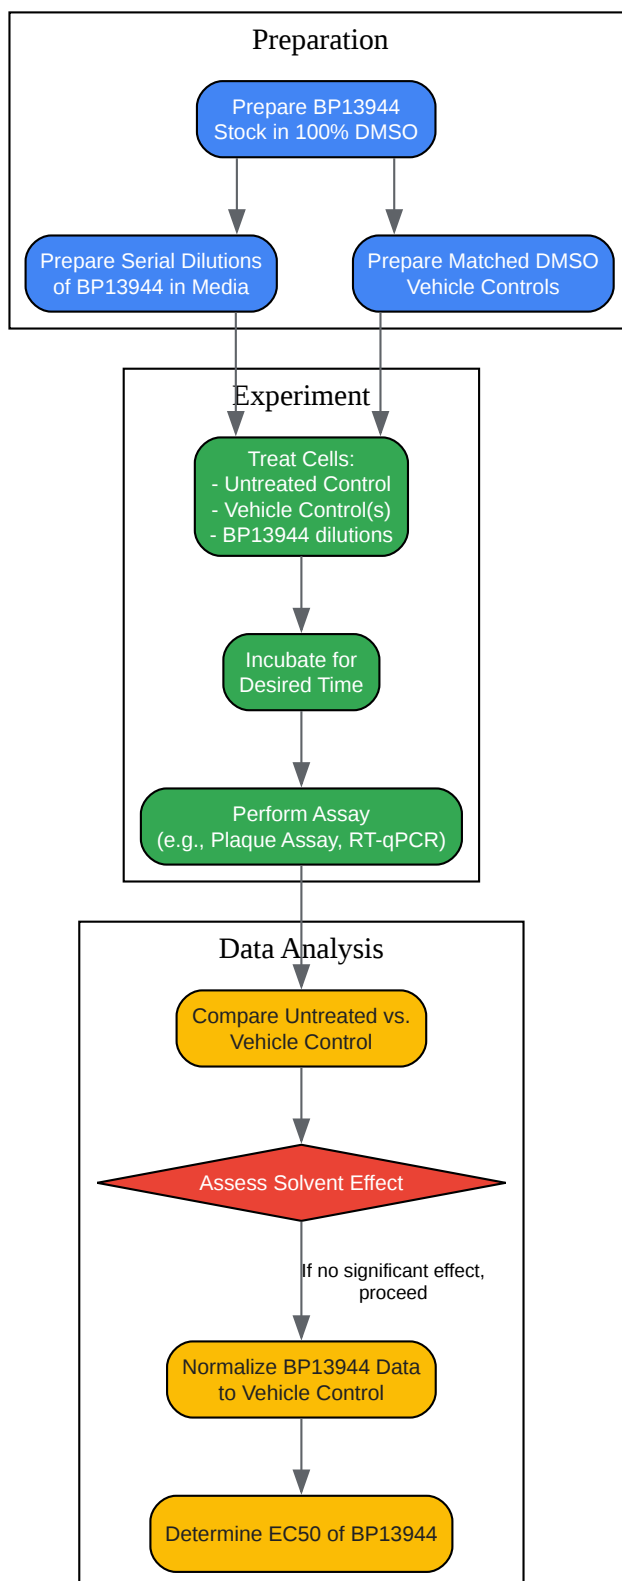 Preparation
Prepare BP13944
Stock in 100% DMSO
Prepare Serial Dilutions
of BP13944 in Media
Prepare Matched DMSO
Vehicle Controls
Experiment
Treat Cells:
- Untreated Control
- Vehicle Control(s)
- BP13944 dilutions
Incubate for
Desired Time
Perform Assay
(e.g., Plaque Assay, RT-qPCR)
Data Analysis
Compare Untreated vs.
Vehicle Control
Assess Solvent Effect
If no significant effect,
proceed
Normalize BP13944 Data
to Vehicle Control
Determine EC50 of BP13944